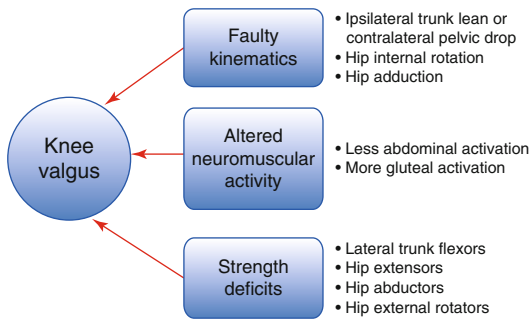 Knee
valgus
Faulty
kinematics
• Ipsilateral trunk lean or
contralateral pelvic drop
• Hip internal rotation
• Hip adduction
Altered
neuromuscular
activity
• Less abdominal activation
• More gluteal activation
Strength
deficits
• Lateral trunk flexors
• Hip extensors
• Hip abductors
• Hip external rotators